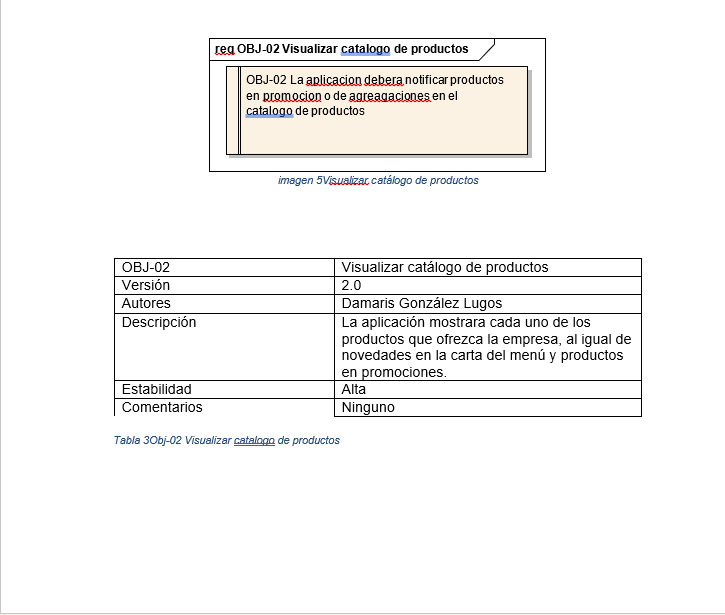 req OBJ-02 Visualizar catalogo de productos
OBJ-02 La aplicacion debera notificar productos
en promocion o de agreagaciones en el
catalogo de productos
imagen 5Visualizar catálogo de productos
OBJ-02 Visualizar catálogo de productos
Versión 2.0
Autores Damaris González Lugos
Descripción La aplicación mostrara cada uno de los
productos que ofrezca la empresa, al igual de
novedades en la carta del menú y productos
en promociones.
Estabilidad Alta
Comentarios Ninguno
Tabla 3Obj-02 Visualizar catalogo de productos